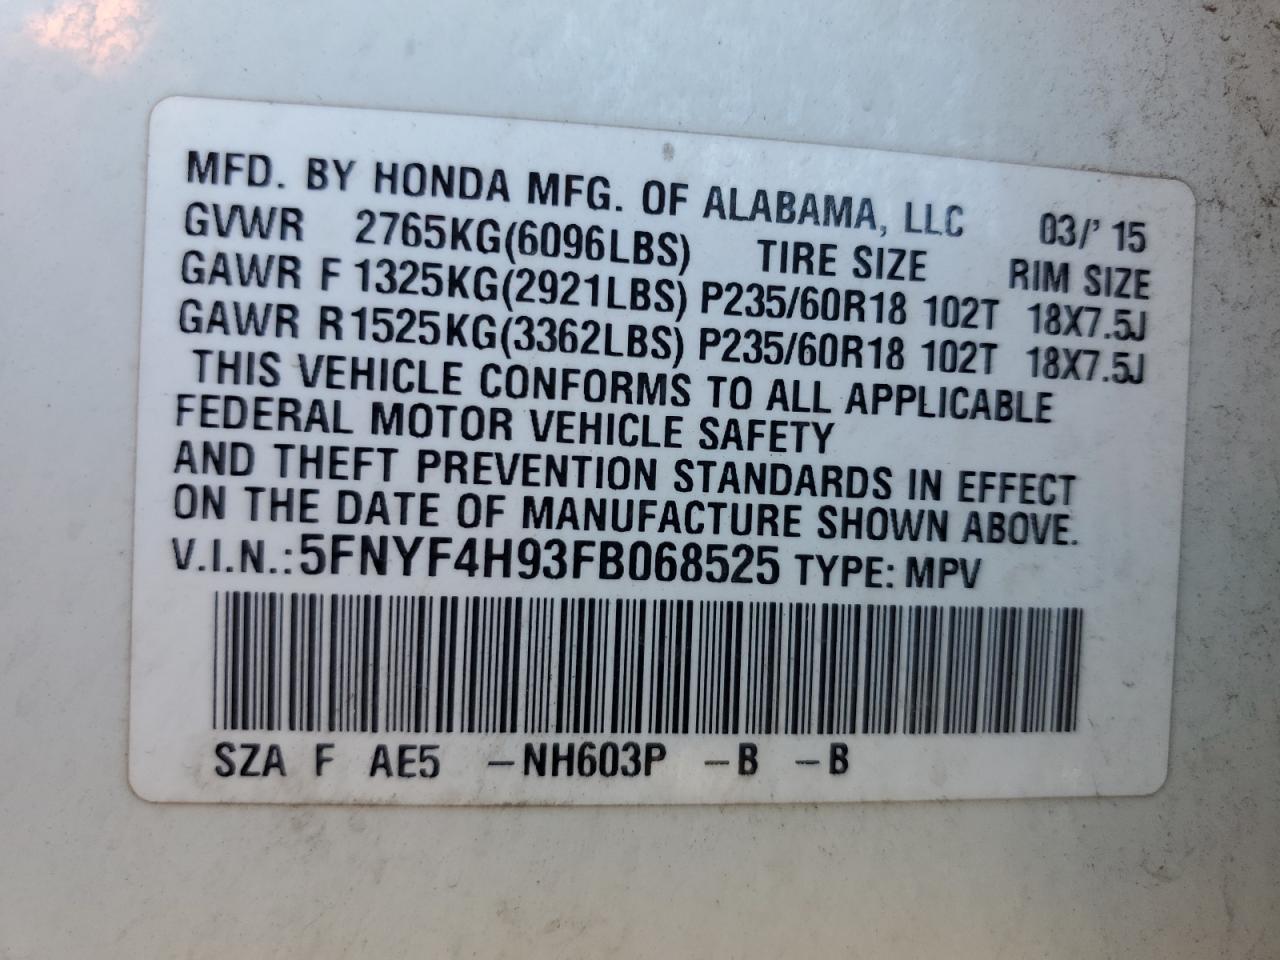 MFD. BY HONDA MFG. OF ALABAMA, LLC 03/' 15
GVWR 2765KG(6096LBS) TIRE SIZE RIM SIZE
GAWR F 1325KG(2921LBS) P235/60R18 102T 18X7.5J
GAWR R 1525KG(3362LBS) P235/60R18 102T 18X7.5J
THIS VEHICLE CONFORMS TO ALL APPLICABLE
FEDERAL MOTOR VEHICLE SAFETY
AND THEFT PREVENTION STANDARDS IN EFFECT
ON THE DATE OF MANUFACTURE SHOWN ABOVE.
V.I.N.:5FNYF4H93FB068525 TYPE: MPV
SZA F AE5 –NH603P –B –B